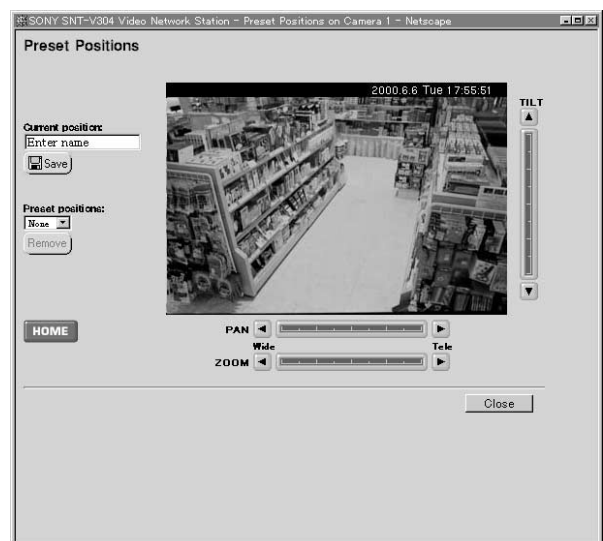 SONY SNT-V304 Video Network Station - Preset Positions on Camera 1 - Netscape
Preset Positions
2000.6.6 Tue 17:55:51
TILT
Current position:
Enter name
Save
Preset positions:
None
Remove
HOME
PAN
Wide
Tele
ZOOM
Close